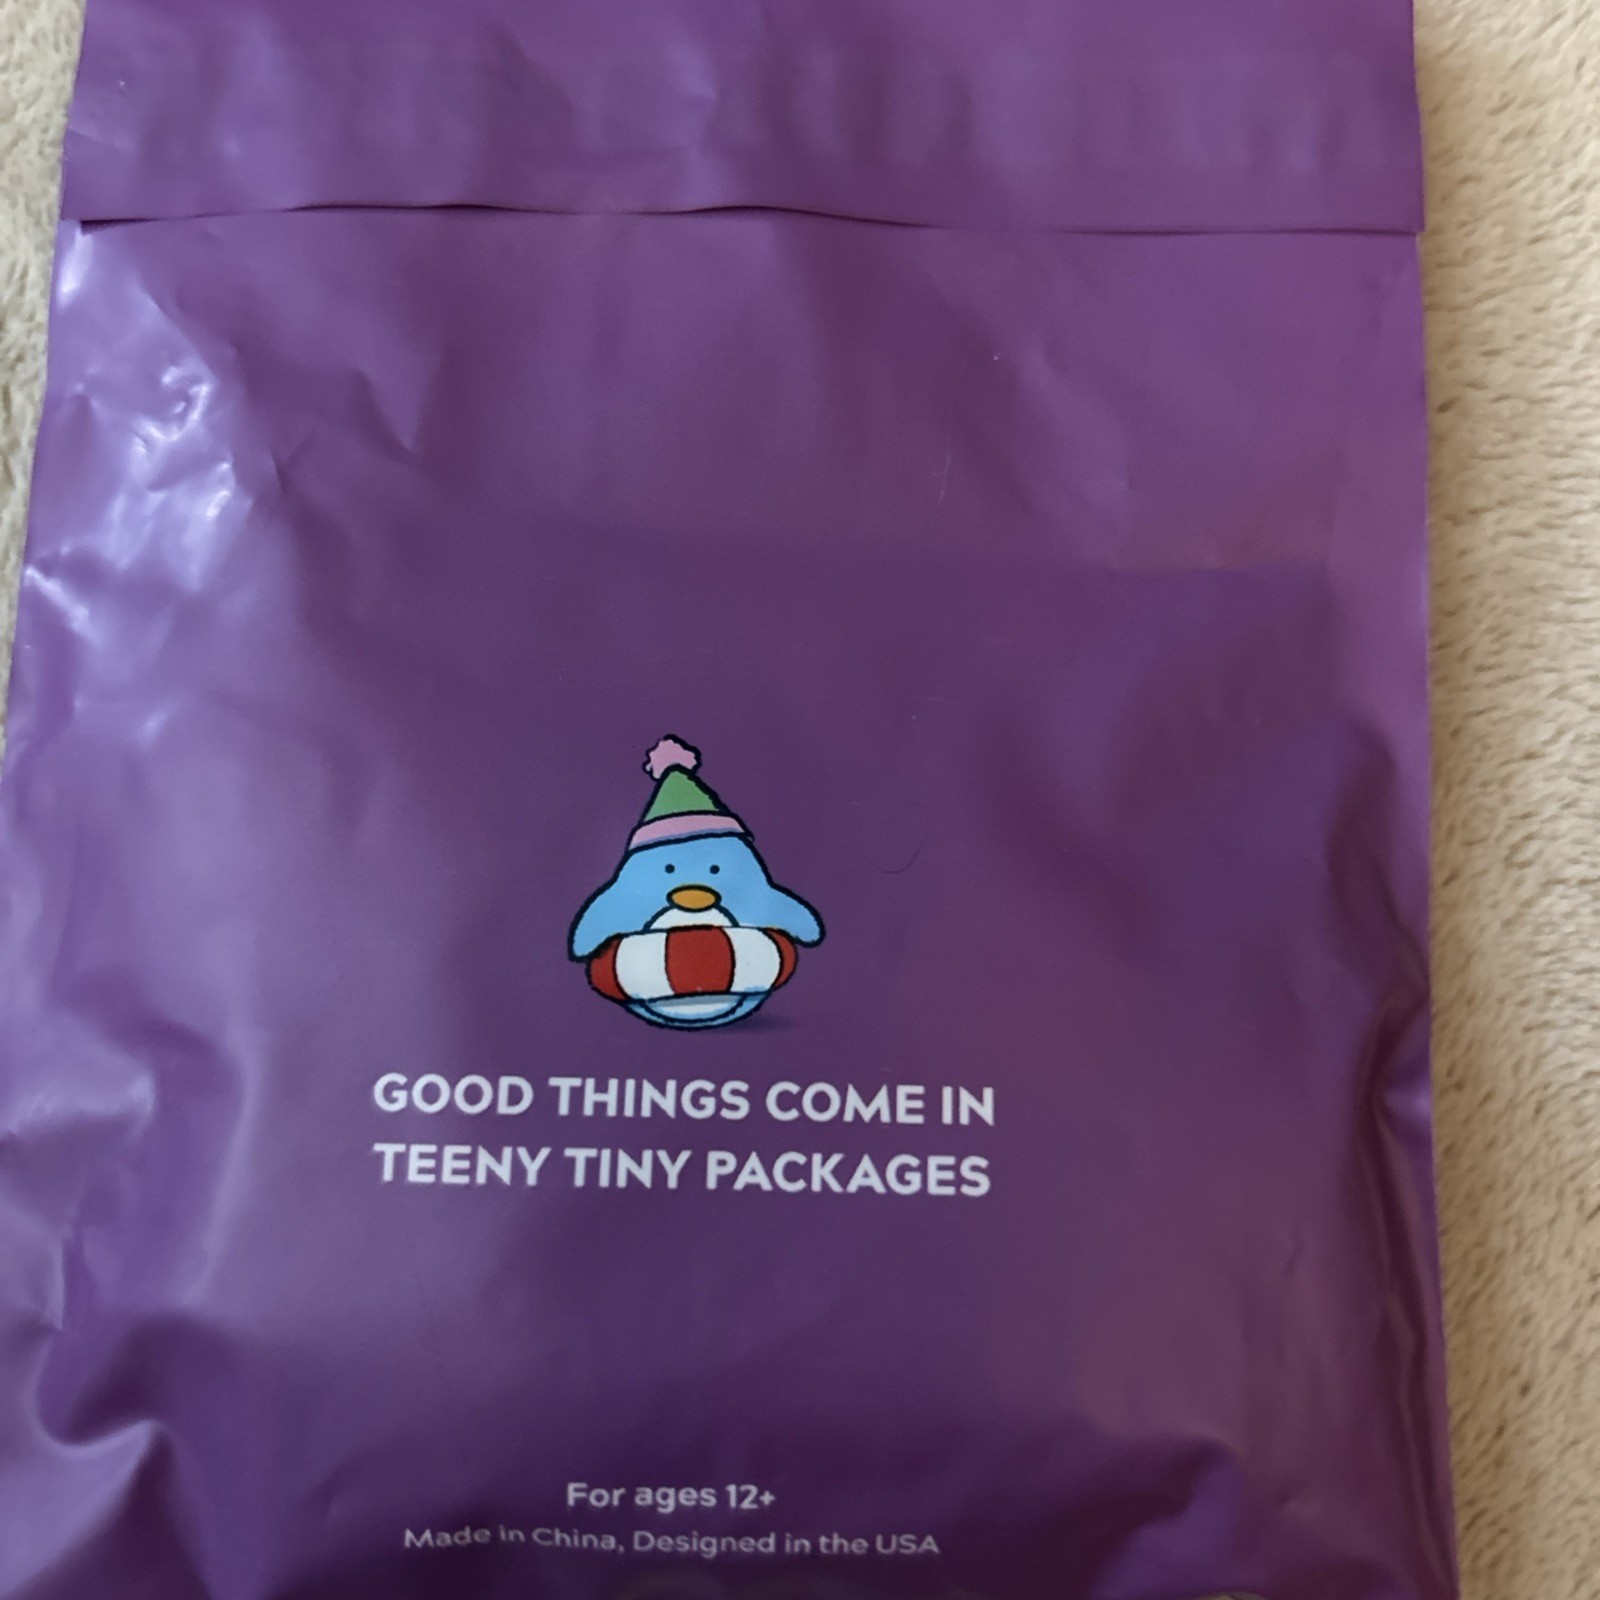 GOOD THINGS COME IN
TEENY TINY PACKAGES
For ages 12+
Made in China, Designed in the USA